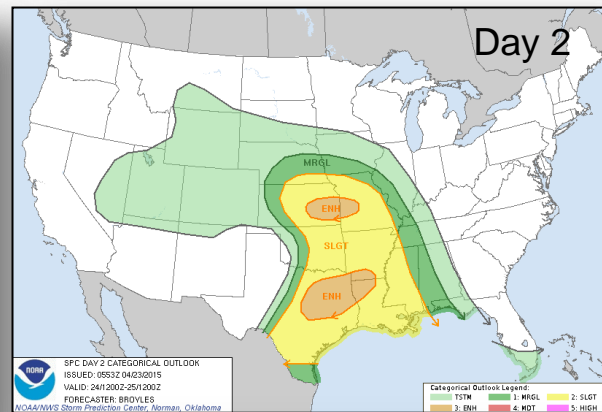 Day 2
MRGL
ENH
SLGT
ENH
NOAA
SPC DAY 2 CATEGORICAL OUTLOOK
ISSUED: 0553Z 04/23/2015
VALID: 24/1200Z-25/1200Z
FORECASTER: BROYLES
NOAA/NWS Storm Prediction Center, Norman, Oklahoma
Categorical Outlook Legend:
TSTM 1: MRGL 2: SLGT
3: ENH 4: MDT 5: HIGH